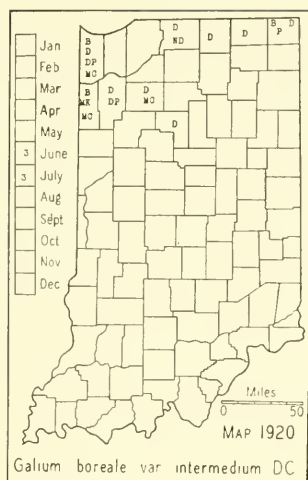 Jan
Feb
Mar
Apr
May
3 June
3 July
Aug
Sept
Oct
Nov
Dec
B
D
DP
MC
D
ND
D
D
B D
P
B
MK
MC
D
DP
D
MC
D
Miles
0 50
MAP 1920
Galium boreale var intermedium DC